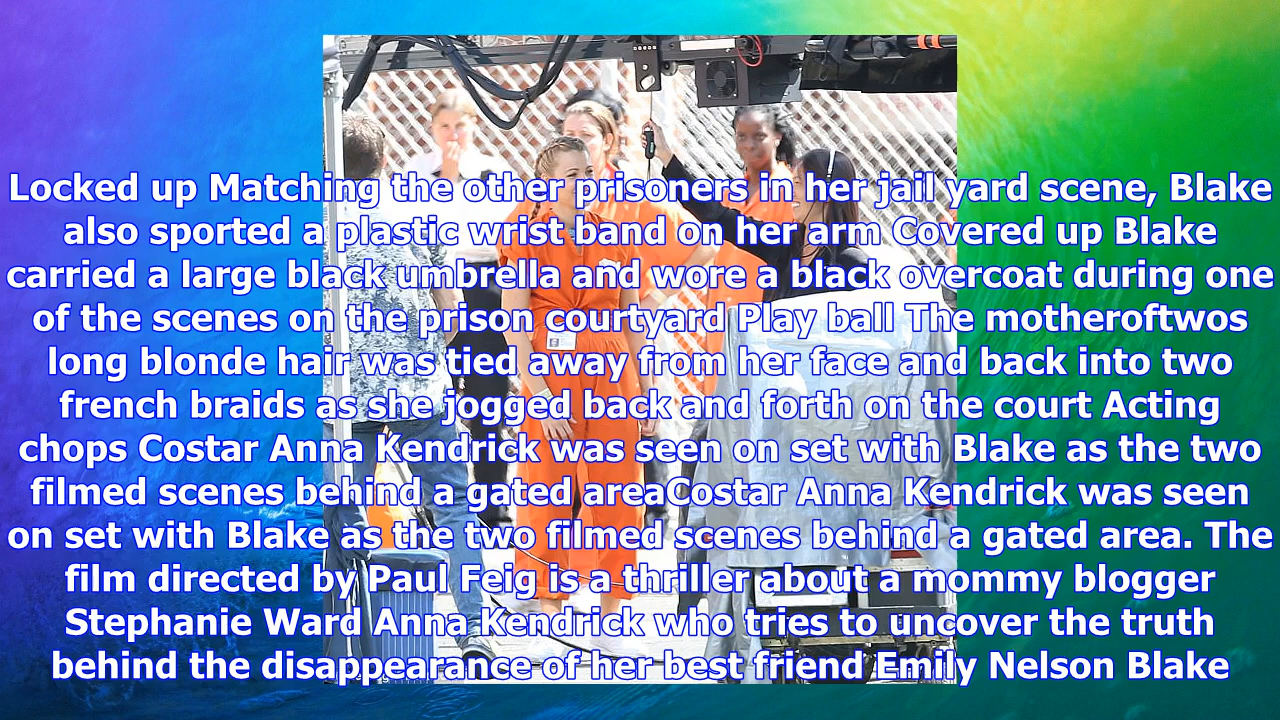 Locked up Matching the other prisoners in her jail yard scene, Blake
also sported a plastic wrist band on her arm Covered up Blake
carried a large black umbrella and wore a black overcoat during one
of the scenes on the prison courtyard Play ball The motheroftwos
long blonde hair was tied away from her face and back into two
french braids as she jogged back and forth on the court Acting
chops Costar Anna Kendrick was seen on set with Blake as the two
filmed scenes behind a gated areaCostar Anna Kendrick was seen
on set with Blake as the two filmed scenes behind a gated area. The
film directed by Paul Feig is a thriller about a mommy blogger
Stephanie Ward Anna Kendrick who tries to uncover the truth
behind the disappearance of her best friend Emily Nelson Blake